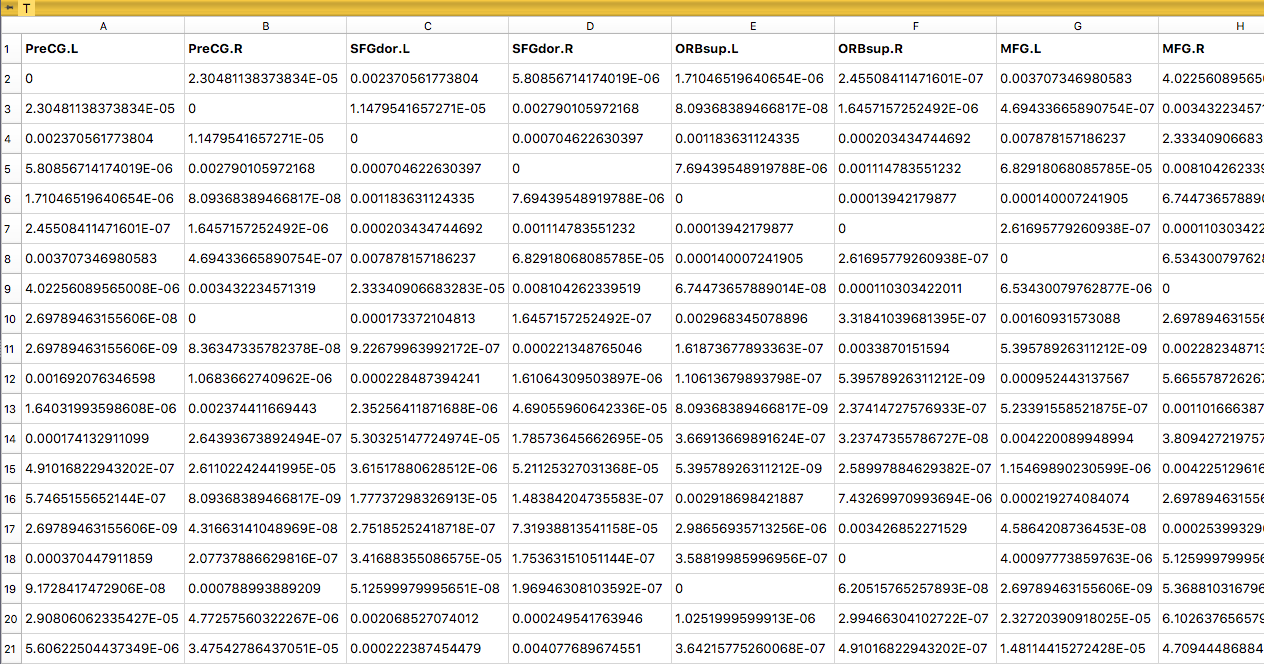 T
A B C D E F G H
1 PreCG.L PreCG.R SFGdor.L SFGdor.R ORBsup.L ORBsup.R MFG.L MFG.R
2 0 2.30481138373834E-05 0.002370561773804 5.80856714174019E-06 1.71046519640654E-06 2.45508411471601E-07 0.003707346980583 4.0225608956500
3 2.30481138373834E-05 0 1.1479541657271E-05 0.002790105972168 8.09368389466817E-08 1.6457157252492E-06 4.69433665890754E-07 0.003432234571
4 0.002370561773804 1.1479541657271E-05 0 0.000704622630397 0.001183631124335 0.000203434744692 0.007878157186237 2.33340906683
5 5.80856714174019E-06 0.002790105972168 0.000704622630397 0 7.69439548919788E-06 0.001114783551232 6.82918068085785E-05 0.008104262339
6 1.71046519640654E-06 8.09368389466817E-08 0.001183631124335 7.69439548919788E-06 0 0.00013942179877 0.000140007241905 6.744736578890
7 2.45508411471601E-07 1.6457157252492E-06 0.000203434744692 0.001114783551232 0.00013942179877 0 2.61695779260938E-07 0.000110303422
8 0.003707346980583 4.69433665890754E-07 0.007878157186237 6.82918068085785E-05 0.000140007241905 2.61695779260938E-07 0 6.534300797628
9 4.02256089565008E-06 0.003432234571319 2.33340906683283E-05 0.008104262339519 6.74473657889014E-08 0.000110303422011 6.53430079762877E-06 0
10 2.69789463155606E-08 0 0.000173372104813 1.6457157252492E-07 0.002968345078896 3.31841039681395E-07 0.00160931573088 2.697894631556
11 2.69789463155606E-09 8.36347335782378E-08 9.22679963992172E-07 0.000221348765046 1.61873677893363E-07 0.0033870151594 5.39578926311212E-09 0.002282348713
12 0.001692076346598 1.0683662740962E-06 0.000228487394241 1.61064309503897E-06 1.10613679893798E-07 5.39578926311212E-09 0.000952443137567 5.665578726267
13 1.64031993598608E-06 0.002374411669443 2.35256411871688E-06 4.69055960642336E-05 8.09368389466817E-09 2.37414727576933E-07 5.23391558521875E-07 0.001101666387
14 0.000174132911099 2.64393673892494E-07 5.30325147724974E-05 1.78573645662695E-05 3.66913669891624E-07 3.23747355786727E-08 0.004220089948994 3.809427219757
15 4.91016822943202E-07 2.61102242441995E-05 3.61517880628512E-06 5.21125327031368E-05 5.39578926311212E-09 2.58997884629382E-07 1.15469890230599E-06 0.004225129616
16 5.7465155652144E-07 8.09368389466817E-09 1.77737298326913E-05 1.48384204735583E-07 0.002918698421887 7.43269970993694E-06 0.000219274084074 2.697894631556
17 2.69789463155606E-09 4.31663141048969E-08 2.75185252418718E-07 7.31938813541158E-05 2.98656935713256E-06 0.003426852271529 4.5864208736453E-08 0.000253993290
18 0.000370447911859 2.07737886629816E-07 3.41688355086575E-05 1.75363151051144E-07 3.58819985996956E-07 0 4.00097773859763E-06 5.125999799956
19 9.1728417472906E-08 0.000788993889209 5.12599979995651E-08 1.96946308103592E-07 0 6.20515765257893E-08 2.69789463155606E-09 5.368810316796
20 2.90806062335427E-05 4.77257560322267E-06 0.002068527074012 0.000249541763946 1.0251999599913E-06 2.99466304102722E-07 2.32720390918025E-05 6.102637656579
21 5.60622504437349E-06 3.47542786437051E-05 0.000222387454479 0.004077689674551 3.64215775260068E-07 4.91016822943202E-07 1.48114415272428E-05 4.70944486884